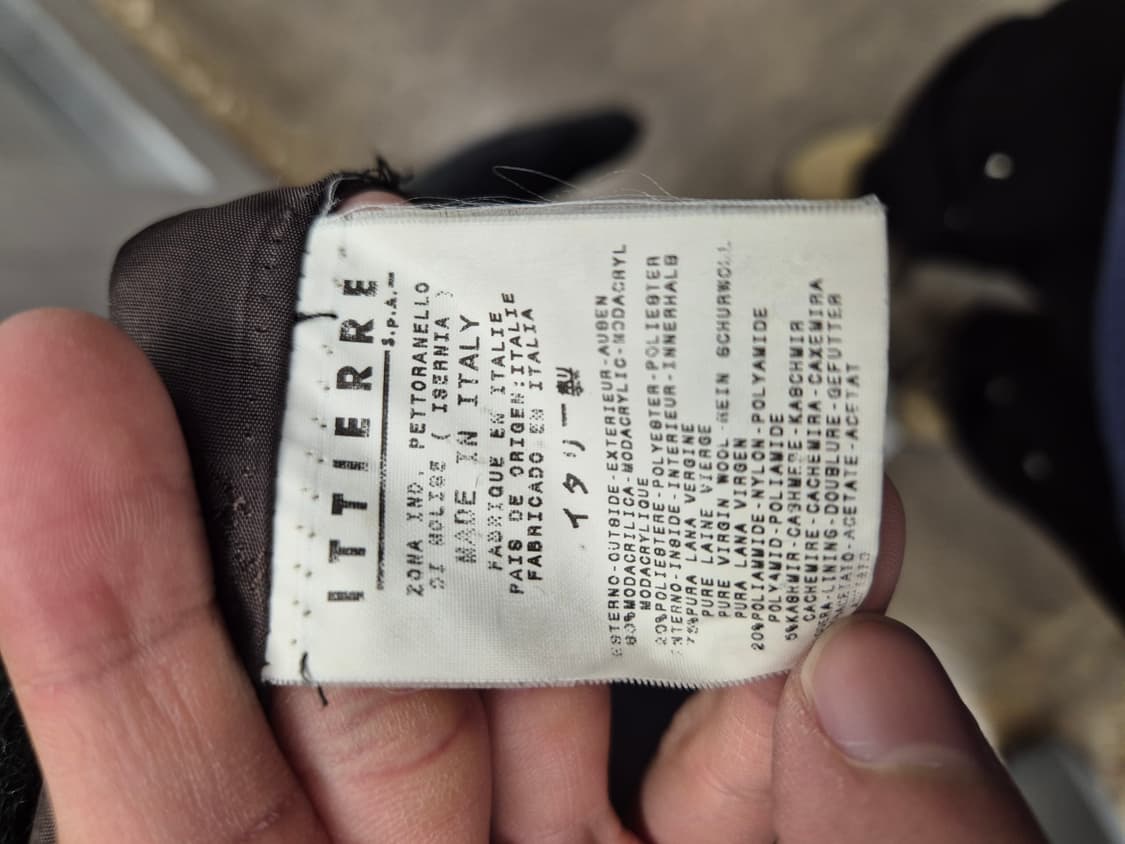 ITTIERRE
S.p.A.
ZONA IND. PETTORANELLO
DI MOLISE ( ISERNIA )
MADE IN ITALY
FABRIQUE EN ITALIE
PAIS DE ORIGEN:ITALIE
FABRICADO EN ITALIA
イタリー製
ESTERNO-OUTSIDE-EXTERIEUR-AUßEN
80%MODACRILICA-MODACRYLIC-MODACRYL
MODACRYLIQUE
20%POLIESTERE-POLYESTER-POLIESTER
INTERNO-INSIDE-INTERIEUR-INNERHALB
75%PURA LANA VERGINE
PURE LAINE VIERGE
PURE VIRGIN WOOL-REIN SCHURWOLL
PURA LANA VIRGEN
20%POLIAMIDE-NYLON-POLYAMIDE
POLYAMID-POLIAMIDE
5%KASHMIR-CASHMERE-KASCHMIR
CACHEMIRE-CACHEMIRA-CAXEMIRA
FODERA-LINING-DOUBLURE-GEFUTTER
ACETATO-ACETATE-ACETAT